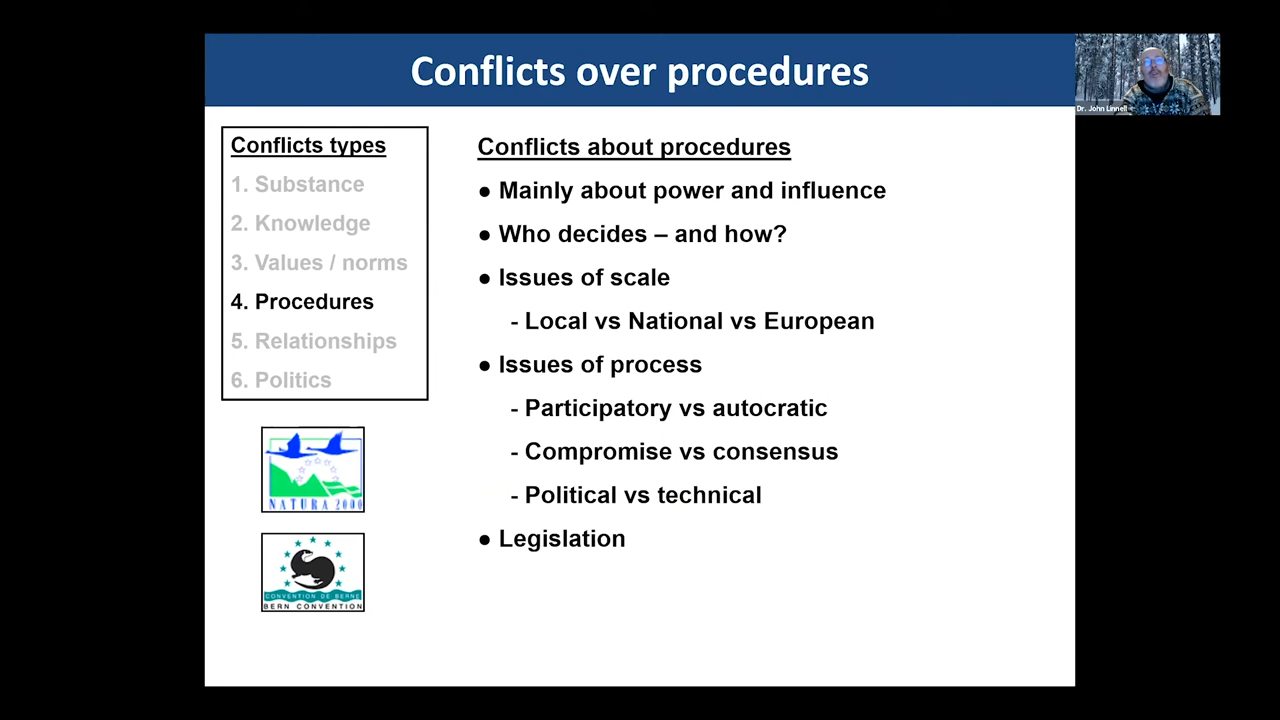 Conflicts over procedures
Dr. John Linnell
Conflicts types
1. Substance
2. Knowledge
3. Values / norms
4. Procedures
5. Relationships
6. Politics
Conflicts about procedures
● Mainly about power and influence
● Who decides – and how?
● Issues of scale
- Local vs National vs European
● Issues of process
- Participatory vs autocratic
- Compromise vs consensus
- Political vs technical
● Legislation
NATURA 2000
CONVENTION DE BERNE
BERN CONVENTION